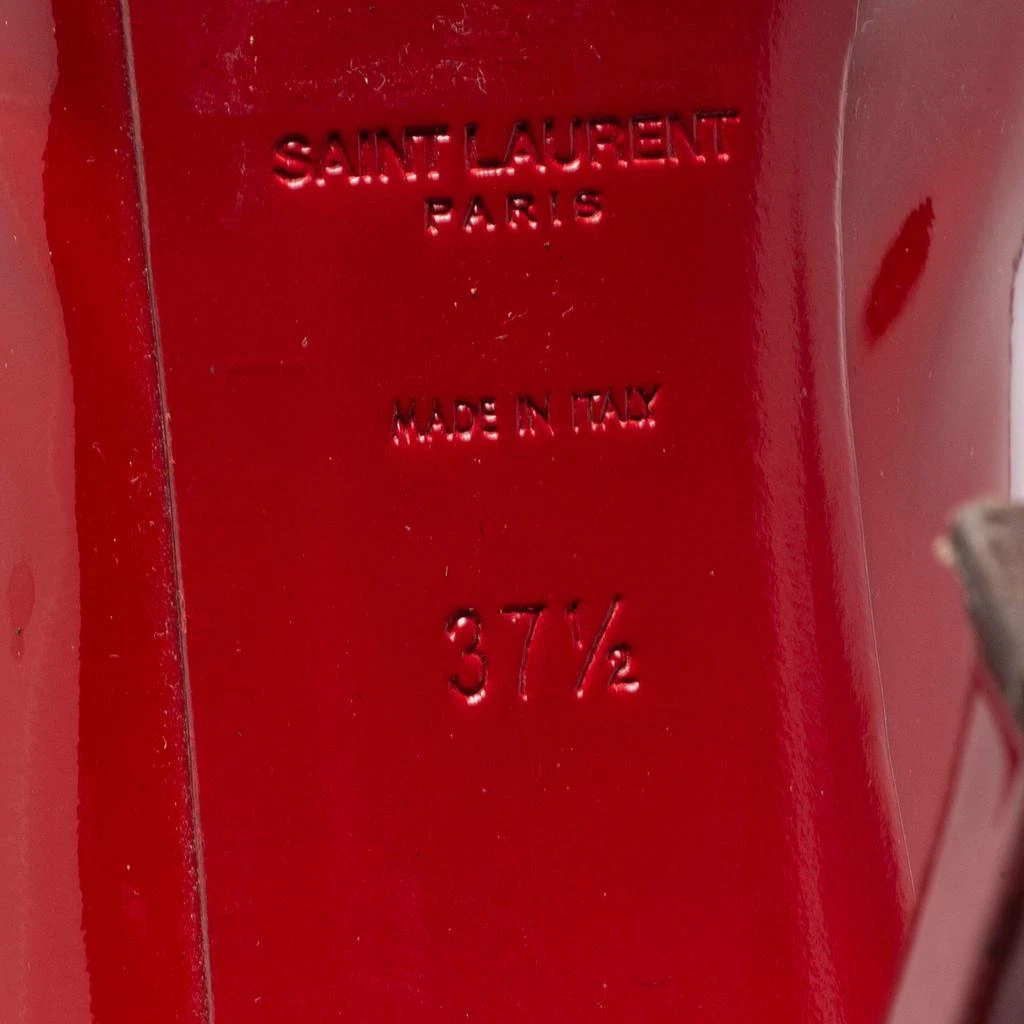 SAINT LAURENT
PARIS
MADE IN ITALY
37½